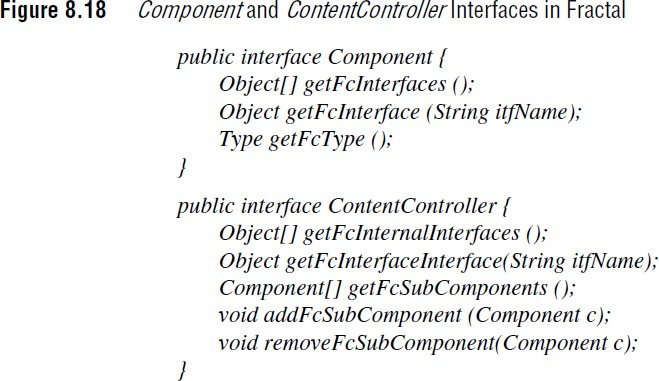 Figure 8.18 Component and ContentController Interfaces in Fractal
public interface Component {
Object[] getFcInterfaces ();
Object getFcInterface (String itfName);
Type getFcType ();
}
public interface ContentController {
Object[] getFcInternalInterfaces ();
Object getFcInterfaceInterface(String itfName);
Component[] getFcSubComponents ();
void addFcSubComponent (Component c);
void removeFcSubComponent(Component c);
}